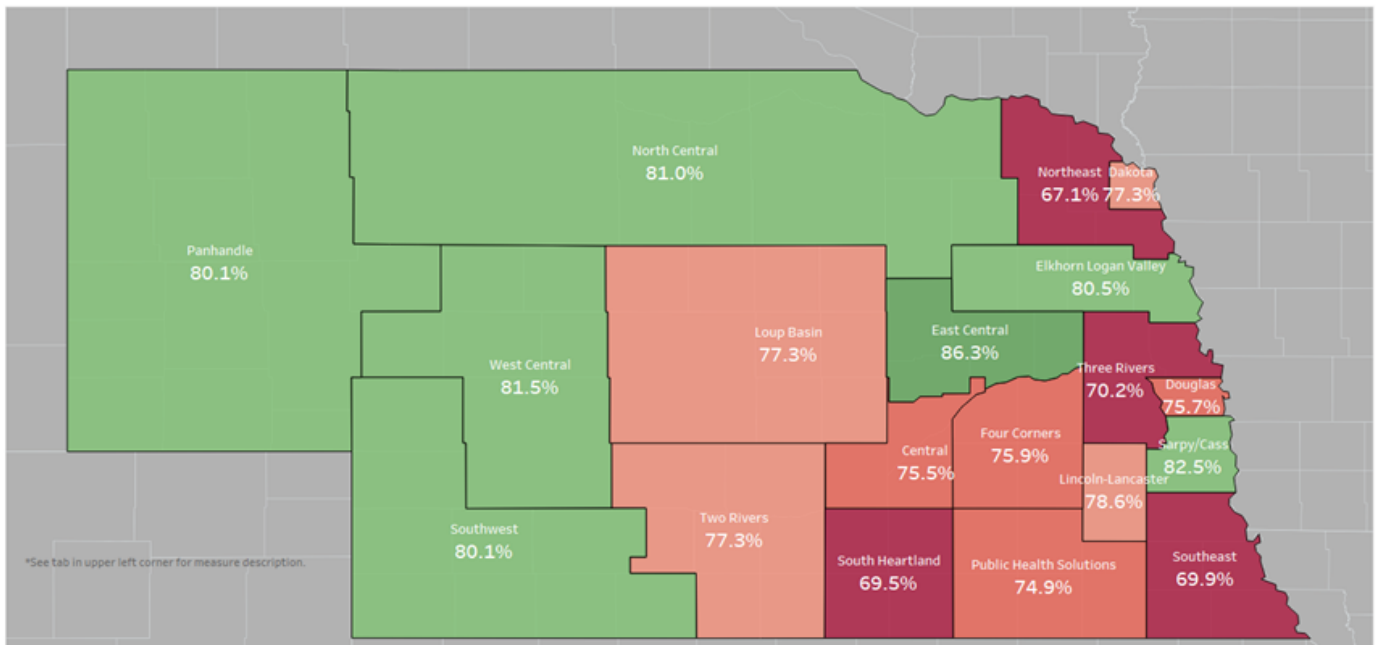 North Central
81.0%
Northeast
67.1%
Dakota
77.3%
Panhandle
80.1%
Elkhorn Logan Valley
80.5%
Loup Basin
77.3%
East Central
86.3%
West Central
81.5%
Three Rivers
70.2%
Douglas
75.7%
Four Corners
75.9%
Central
75.5%
Sarpy/Cass
82.5%
Lincoln-Lancaster
78.6%
Two Rivers
77.3%
Southwest
80.1%
South Heartland
69.5%
Public Health Solutions
74.9%
Southeast
69.9%
*See tab in upper left corner for measure description.